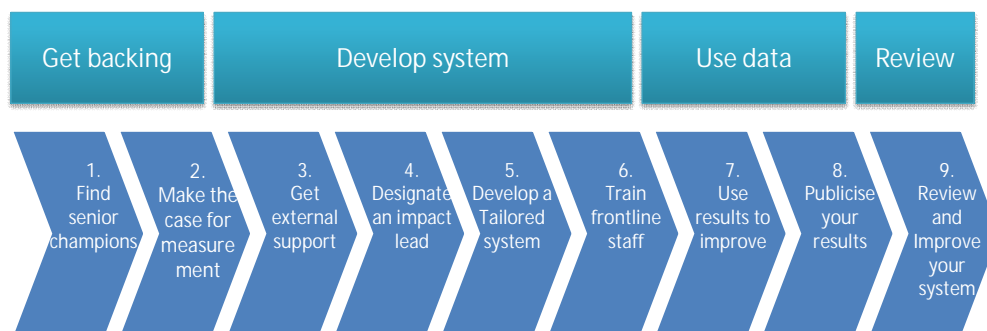 Get backing
Develop system
Use data
Review
1.
Find
senior
champions
2.
Make the
case for
measure
ment
3.
Get
external
support
4.
Designate
an impact
lead
5.
Develop a
Tailored
system
6.
Train
frontline
staff
7.
Use
results to
improve
8.
Publicise
your
results
9.
Review
and
Improve
your
system